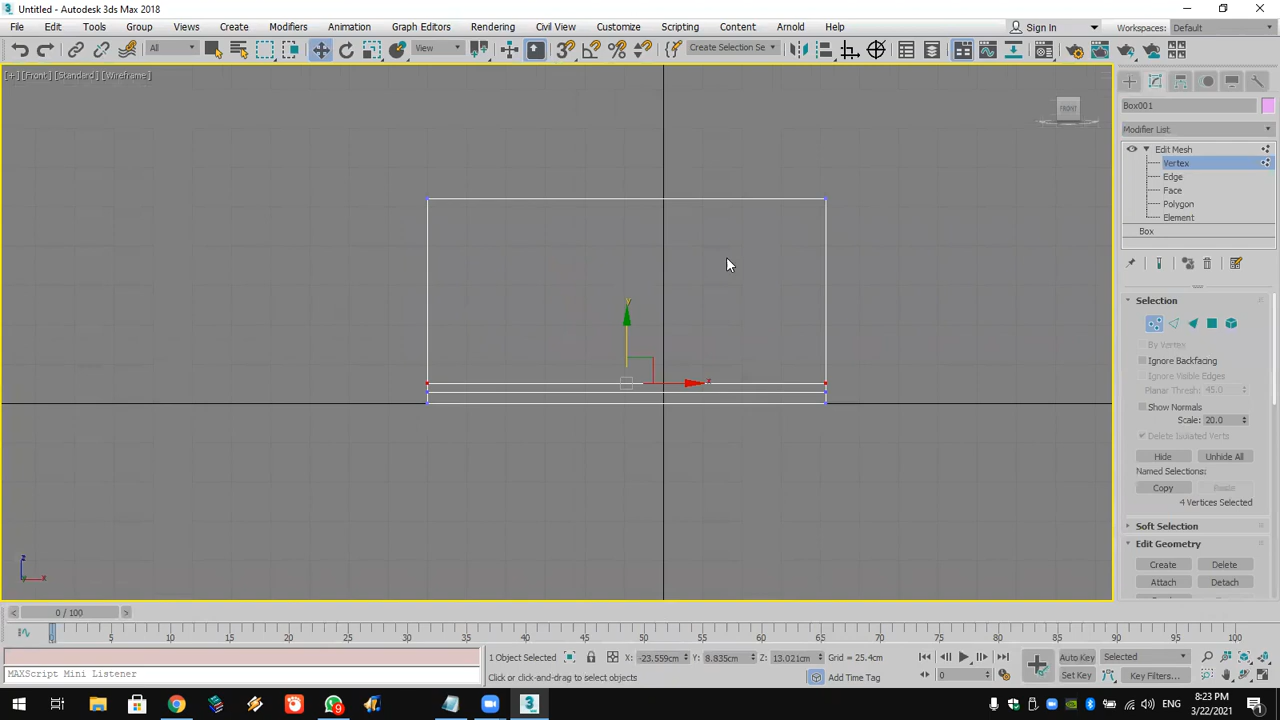 Untitled - Autodesk 3ds Max 2018
File Edit Tools Group Views Create Modifiers Animation Graph Editors Rendering Civil View Customize Scripting Content Arnold Help Sign In Workspaces: Default
All View Create Selection Se
[+] [Front] [Standard] [Wireframe]
FRONT
Box001
Modifier List
Edit Mesh
Vertex
Edge
Face
Polygon
Element
Box
Selection
By Vertex
Ignore Backfacing
Ignore Visible Edges
Planar Thresh: 45.0
Show Normals
Scale: 20.0
Delete Isolated Verts
Hide Unhide All
Named Selections:
Copy Paste
4 Vertices Selected
Soft Selection
Edit Geometry
Create Delete
Attach Detach
y
x
z
x
0 / 100
0 5 10 15 20 25 30 35 40 45 50 55 60 65 70 75 80 85 90 95 100
1 Object Selected X: -23.559cm Y: 8.835cm Z: 13.021cm Grid = 25.4cm Auto Key Selected
MAXScript Mini Listener Click or click-and-drag to select objects Add Time Tag 0 Set Key Key Filters...
9
3
ENG
8:23 PM
3/22/2021
1